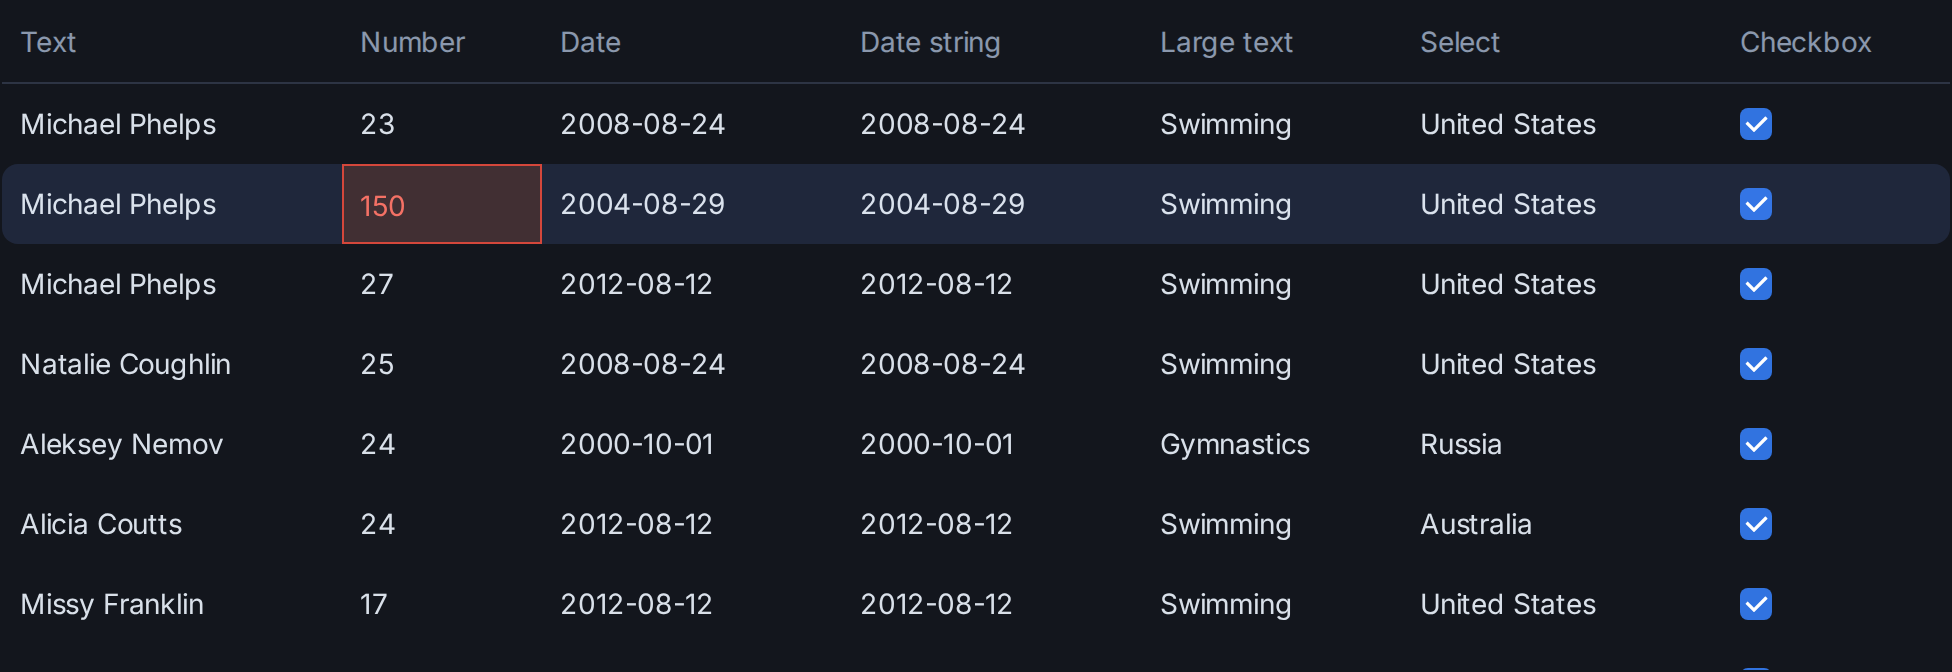 Text Number Date Date string Large text Select Checkbox
Michael Phelps 23 2008-08-24 2008-08-24 Swimming United States
Michael Phelps 150 2004-08-29 2004-08-29 Swimming United States
Michael Phelps 27 2012-08-12 2012-08-12 Swimming United States
Natalie Coughlin 25 2008-08-24 2008-08-24 Swimming United States
Aleksey Nemov 24 2000-10-01 2000-10-01 Gymnastics Russia
Alicia Coutts 24 2012-08-12 2012-08-12 Swimming Australia
Missy Franklin 17 2012-08-12 2012-08-12 Swimming United States